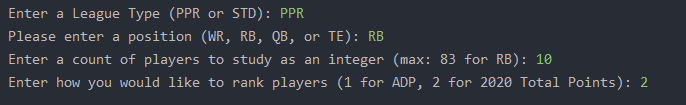 Enter a League Type (PPR or STD): PPR
Please enter a position (WR, RB, QB, or TE): RB
Enter a count of players to study as an integer (max: 83 for RB): 10
Enter how you would like to rank players (1 for ADP, 2 for 2020 Total Points): 2